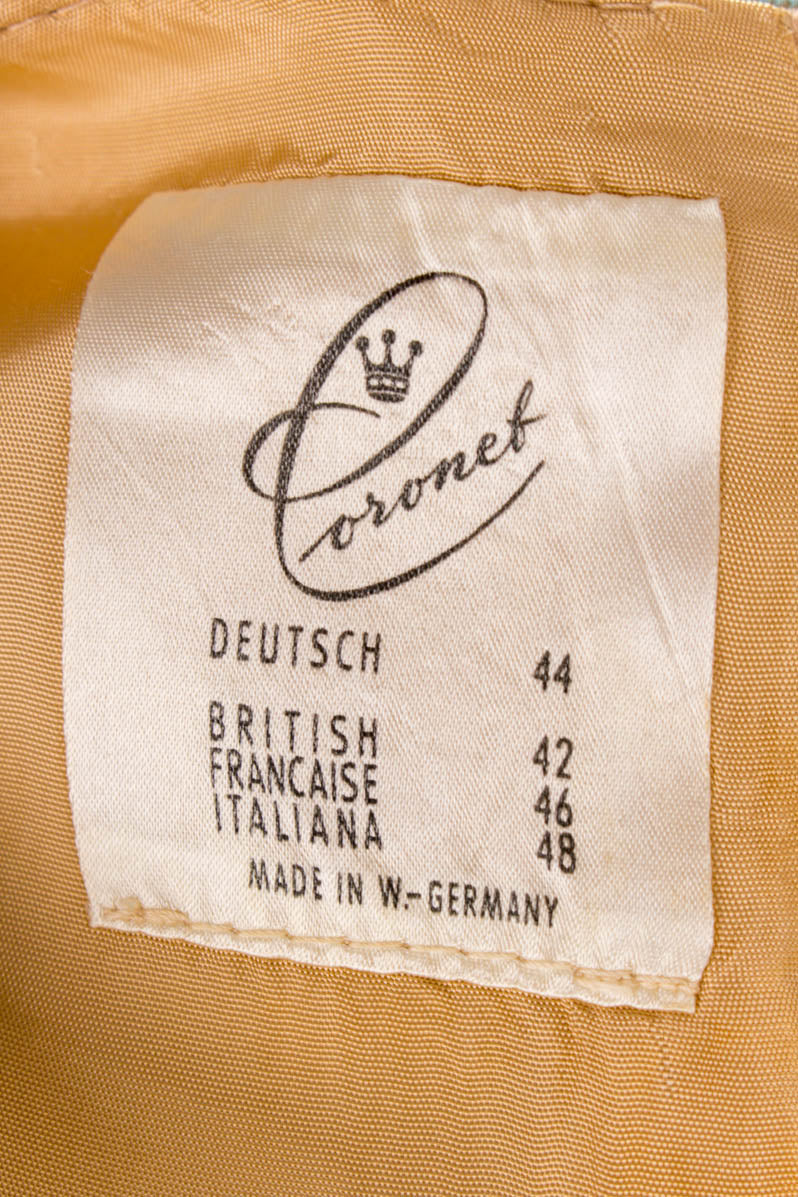 Coronet
DEUTSCH 44
BRITISH 42
FRANCAISE 46
ITALIANA 48
MADE IN W.-GERMANY